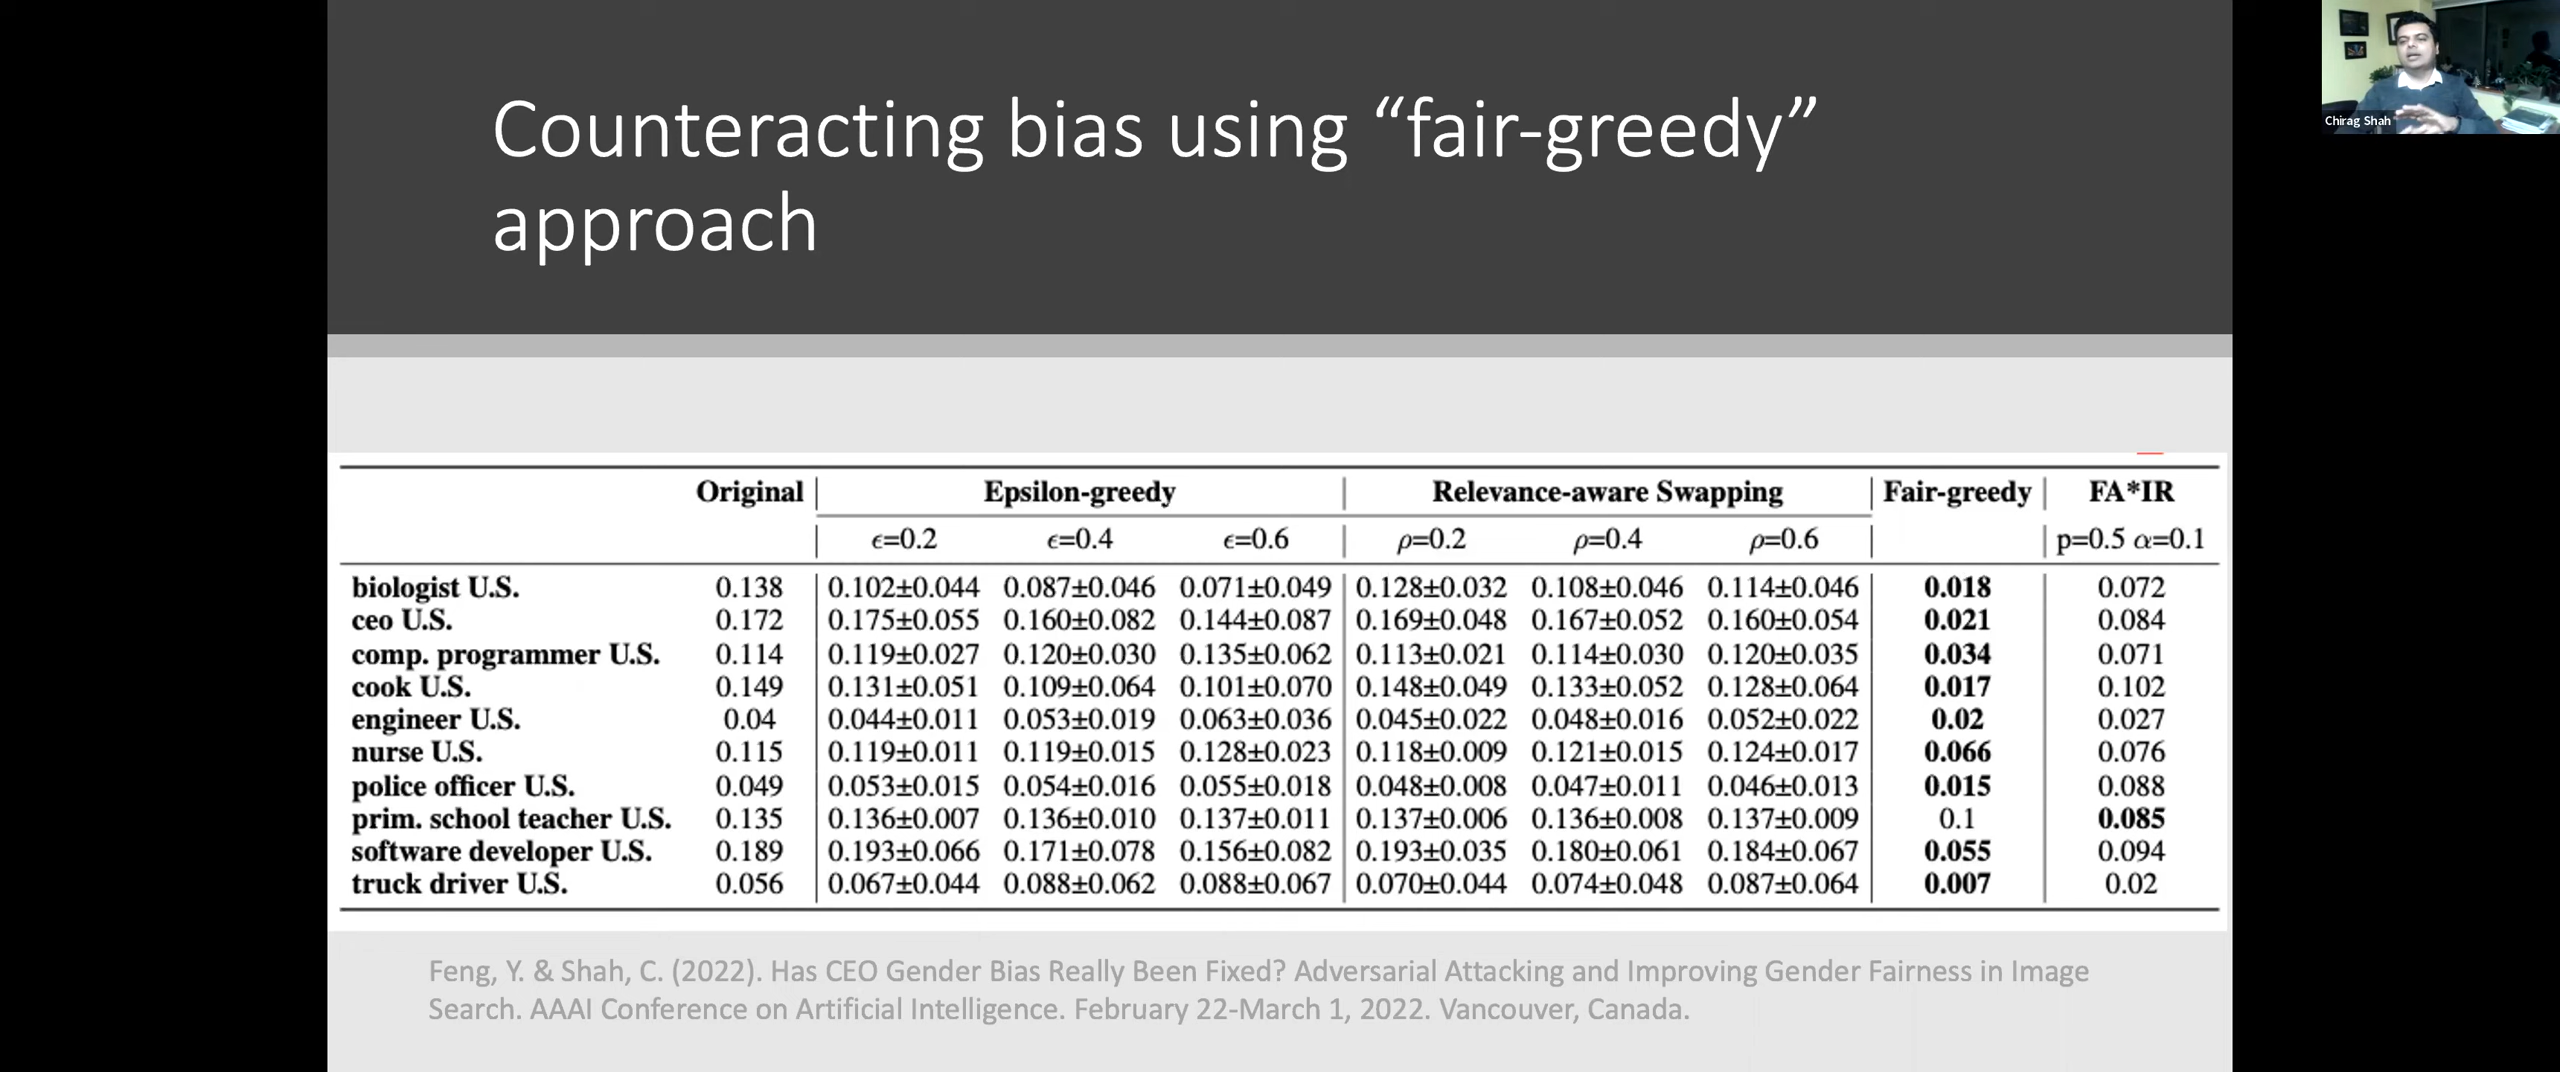 Counteracting bias using “fair-greedy”
approach
Chirag Shah
Original | Epsilon-greedy | Relevance-aware Swapping | Fair-greedy | FA*IR
ϵ=0.2 ϵ=0.4 ϵ=0.6 | ρ=0.2 ρ=0.4 ρ=0.6 | p=0.5 α=0.1
biologist U.S. 0.138 0.102±0.044 0.087±0.046 0.071±0.049 0.128±0.032 0.108±0.046 0.114±0.046 0.018 0.072
ceo U.S. 0.172 0.175±0.055 0.160±0.082 0.144±0.087 0.169±0.048 0.167±0.052 0.160±0.054 0.021 0.084
comp. programmer U.S. 0.114 0.119±0.027 0.120±0.030 0.135±0.062 0.113±0.021 0.114±0.030 0.120±0.035 0.034 0.071
cook U.S. 0.149 0.131±0.051 0.109±0.064 0.101±0.070 0.148±0.049 0.133±0.052 0.128±0.064 0.017 0.102
engineer U.S. 0.04 0.044±0.011 0.053±0.019 0.063±0.036 0.045±0.022 0.048±0.016 0.052±0.022 0.02 0.027
nurse U.S. 0.115 0.119±0.011 0.119±0.015 0.128±0.023 0.118±0.009 0.121±0.015 0.124±0.017 0.066 0.076
police officer U.S. 0.049 0.053±0.015 0.054±0.016 0.055±0.018 0.048±0.008 0.047±0.011 0.046±0.013 0.015 0.088
prim. school teacher U.S. 0.135 0.136±0.007 0.136±0.010 0.137±0.011 0.137±0.006 0.136±0.008 0.137±0.009 0.1 0.085
software developer U.S. 0.189 0.193±0.066 0.171±0.078 0.156±0.082 0.193±0.035 0.180±0.061 0.184±0.067 0.055 0.094
truck driver U.S. 0.056 0.067±0.044 0.088±0.062 0.088±0.067 0.070±0.044 0.074±0.048 0.087±0.064 0.007 0.02
Feng, Y. & Shah, C. (2022). Has CEO Gender Bias Really Been Fixed? Adversarial Attacking and Improving Gender Fairness in Image
Search. AAAI Conference on Artificial Intelligence. February 22-March 1, 2022. Vancouver, Canada.